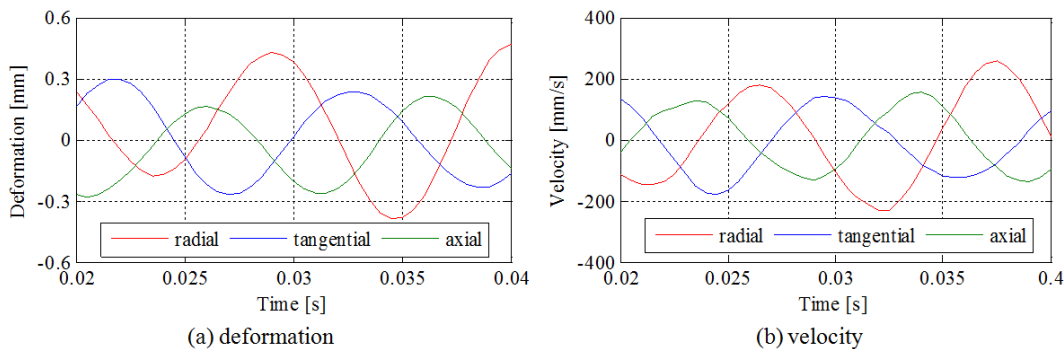 0.6
0.3
0
-0.3
-0.6
Deformation [mm]
radial
tangential
axial
0.02
0.025
0.03
0.035
0.04
Time [s]
(a) deformation
400
200
0
-200
-400
Velocity [mm/s]
radial
tangential
axial
0.02
0.025
0.03
0.035
0.4
Time [s]
(b) velocity